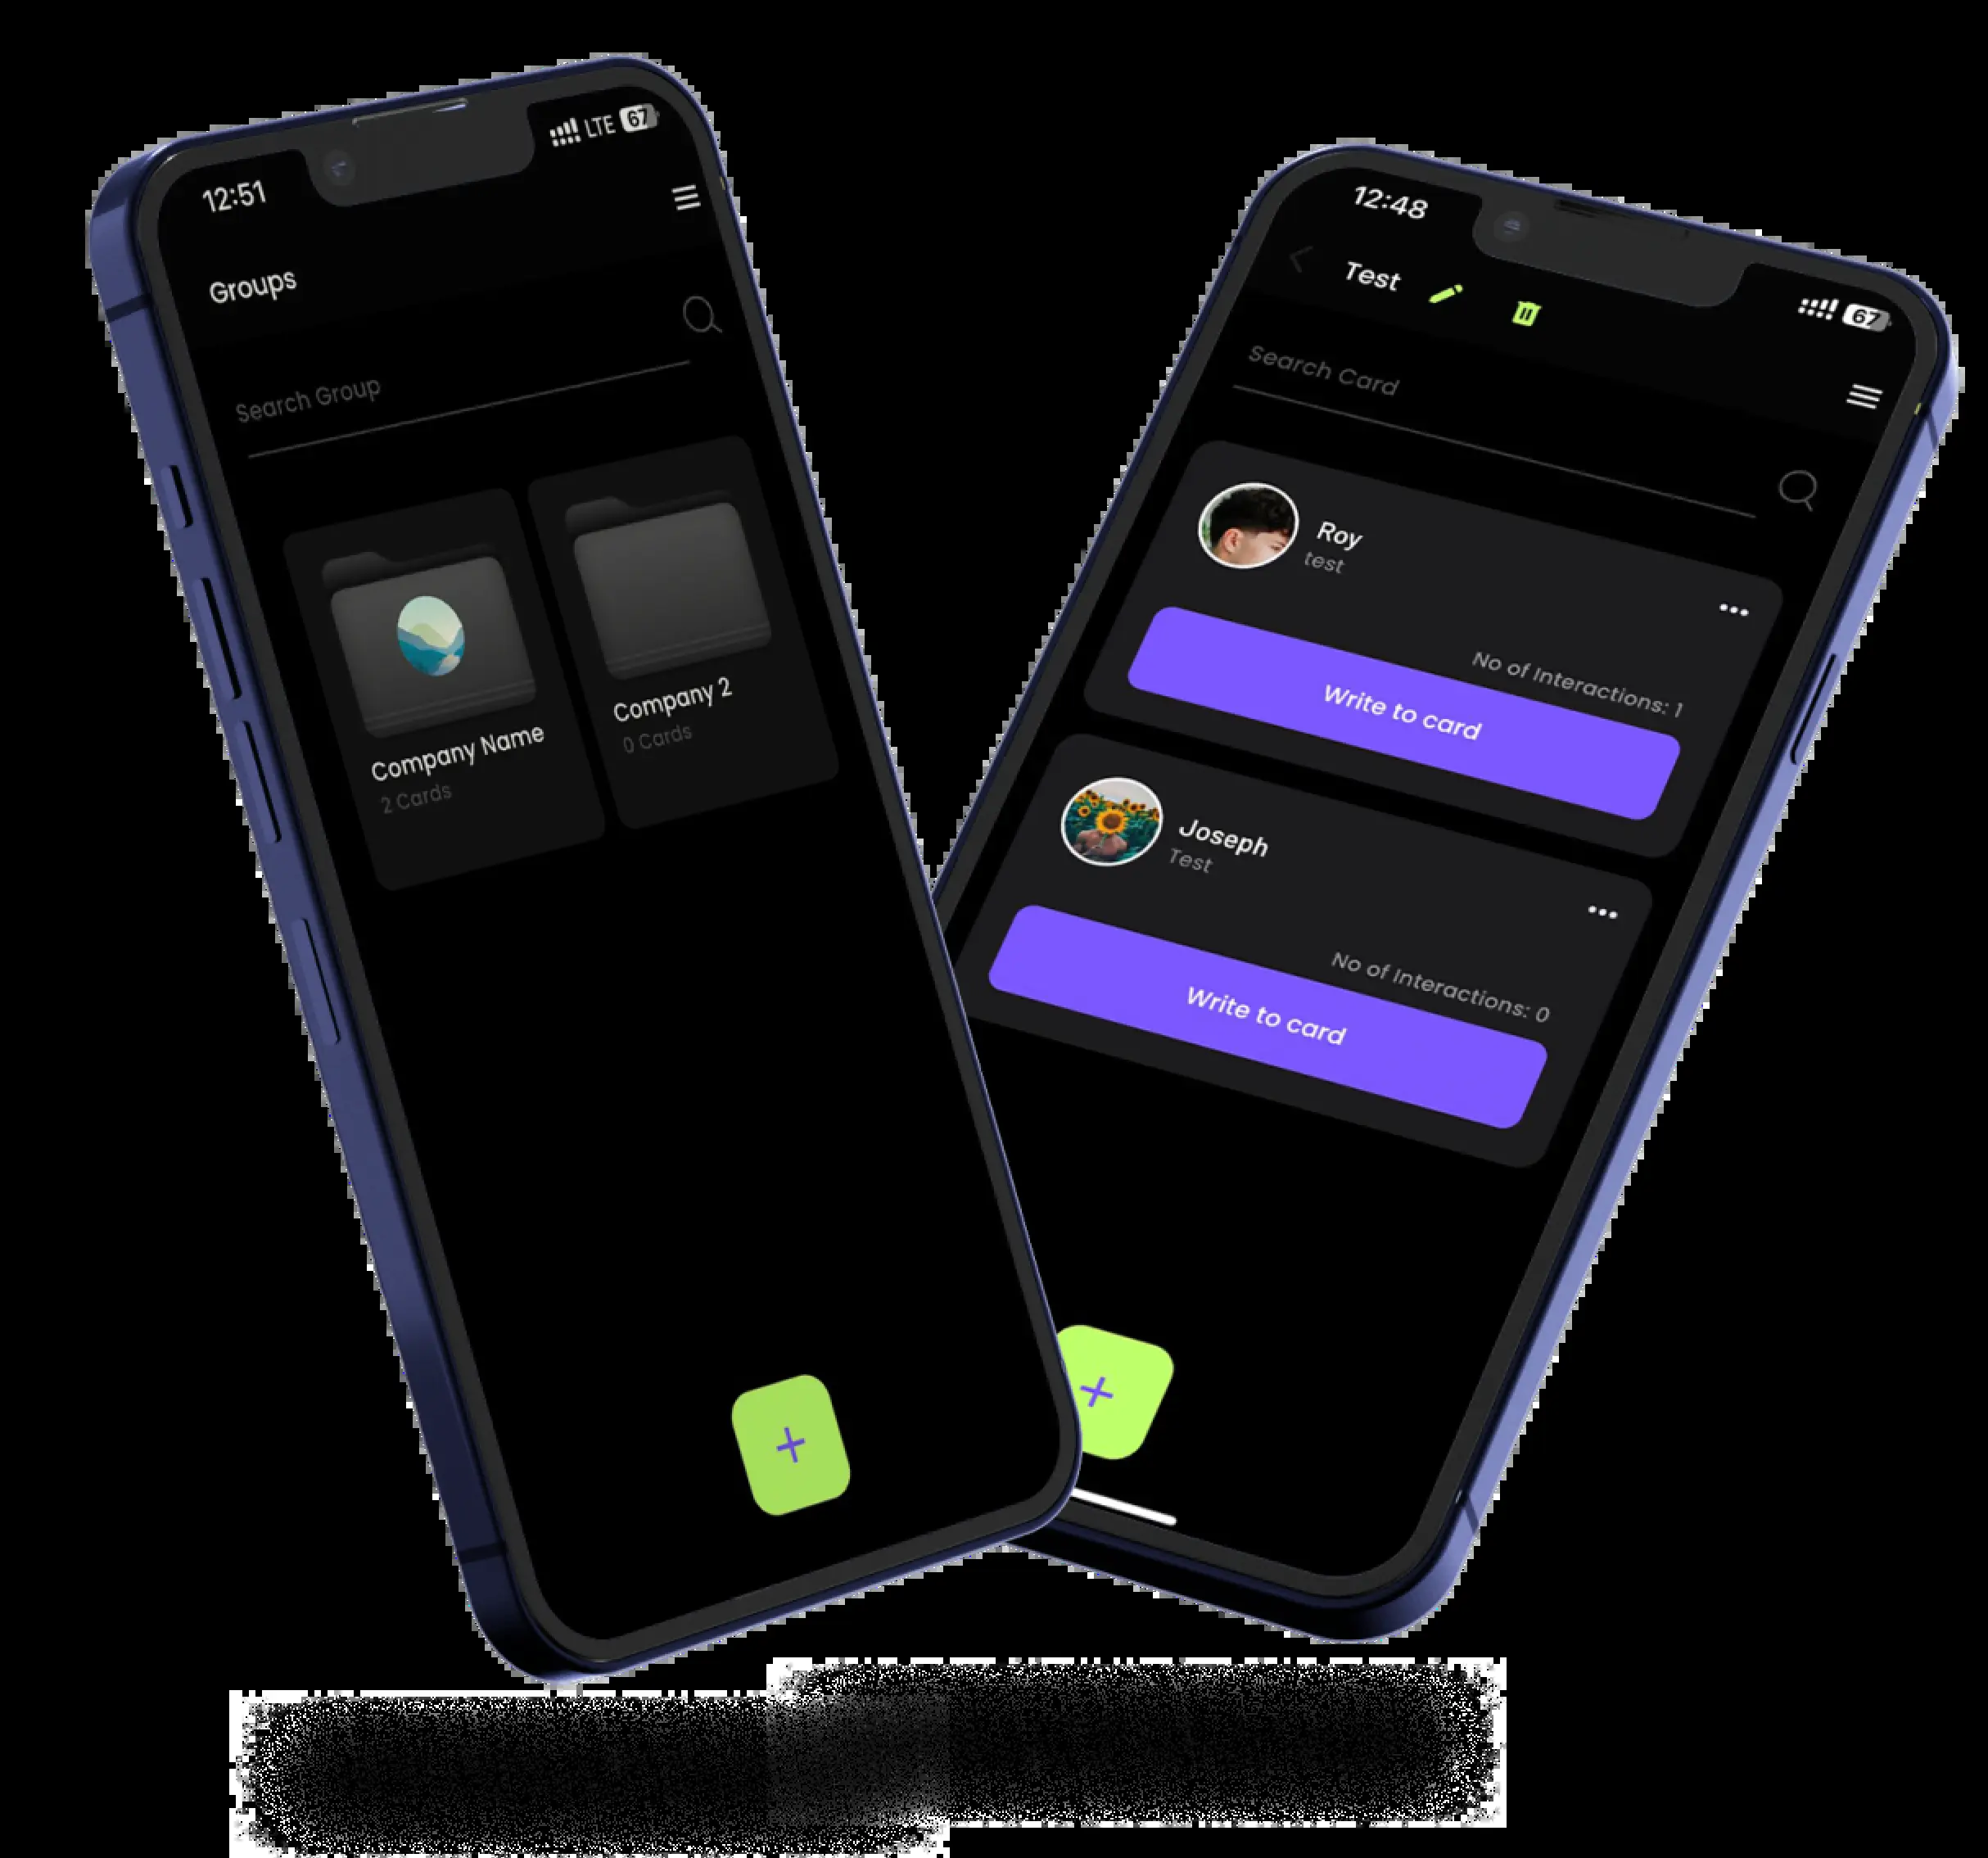 12:51
LTE 67
Groups
Search Group
Company Name
2 Cards
Company 2
0 Cards
+
12:48
67
Test
Search Card
Roy
test
No of Interactions: 1
Write to card
Joseph
Test
No of Interactions: 0
Write to card
+